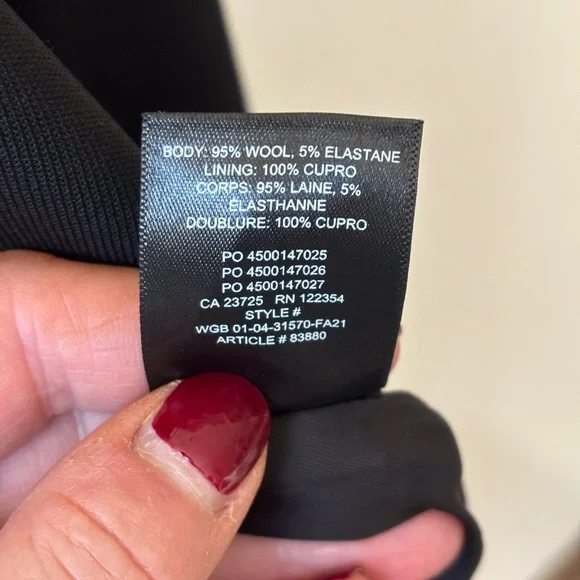 BODY: 95% WOOL, 5% ELASTANE
LINING: 100% CUPRO
CORPS: 95% LAINE, 5%
ELASTHANNE
DOUBLURE: 100% CUPRO
PO 4500147025
PO 4500147026
PO 4500147027
CA 23725 RN 122354
STYLE #
WGB 01-04-31570-FA21
ARTICLE # 83880